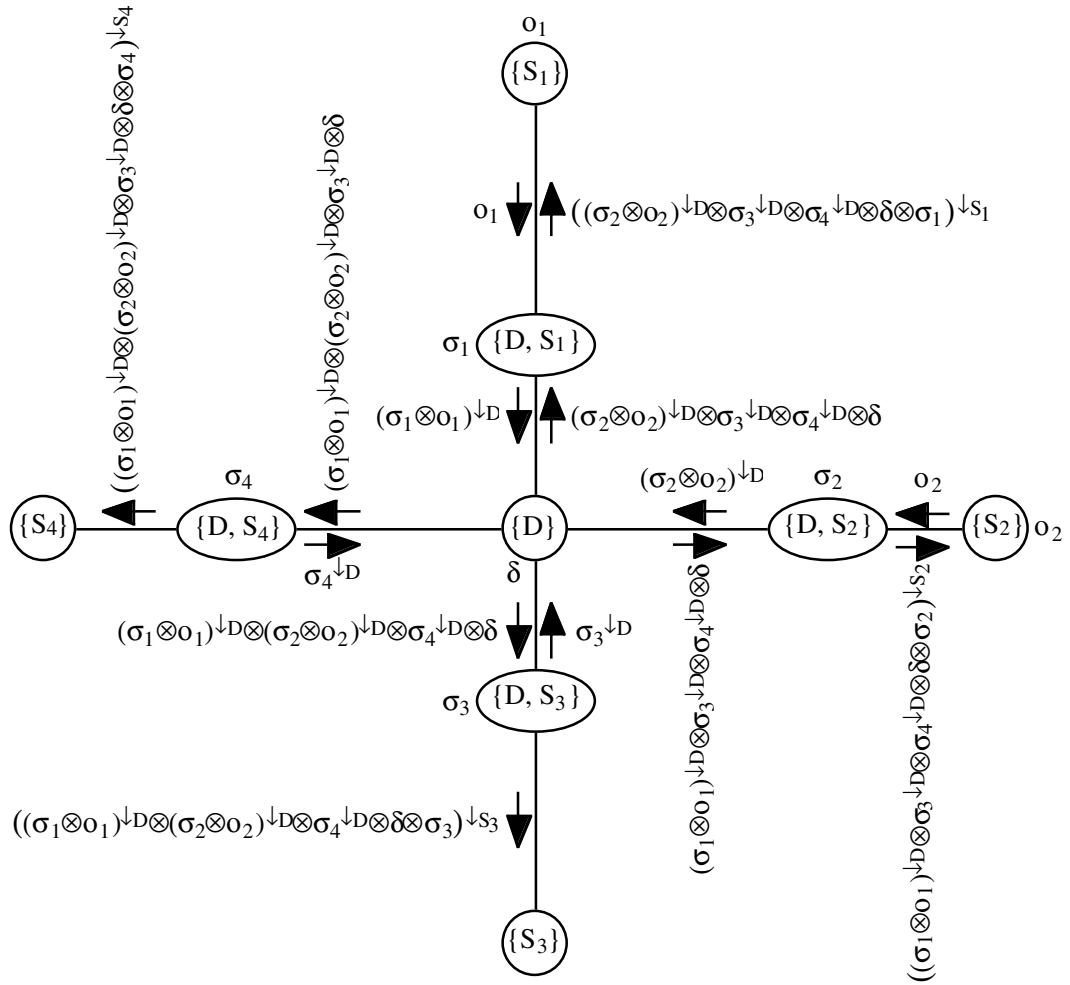 o₁
{S₁}
((σ₁⊗o₁)^↓D⊗(σ₂⊗o₂)^↓D⊗σ₃^↓D⊗δ⊗σ₄)^↓S₄
(σ₁⊗o₁)^↓D⊗(σ₂⊗o₂)^↓D⊗σ₃^↓D⊗δ
o₁
((σ₂⊗o₂)^↓D⊗σ₃^↓D⊗σ₄^↓D⊗δ⊗σ₁)^↓S₁
σ₁
{D, S₁}
(σ₁⊗o₁)^↓D
(σ₂⊗o₂)^↓D⊗σ₃^↓D⊗σ₄^↓D⊗δ
σ₄
(σ₂⊗o₂)^↓D
σ₂
o₂
{S₄}
{D, S₄}
{D}
{D, S₂}
{S₂}
o₂
σ₄^↓D
δ
(σ₁⊗o₁)^↓D⊗(σ₂⊗o₂)^↓D⊗σ₄^↓D⊗δ
σ₃^↓D
(σ₁⊗o₁)^↓D⊗σ₃^↓D⊗σ₄^↓D⊗δ
((σ₁⊗o₁)^↓D⊗σ₃^↓D⊗σ₄^↓D⊗δ⊗σ₂)^↓S₂
σ₃
{D, S₃}
((σ₁⊗o₁)^↓D⊗(σ₂⊗o₂)^↓D⊗σ₄^↓D⊗δ⊗σ₃)^↓S₃
{S₃}